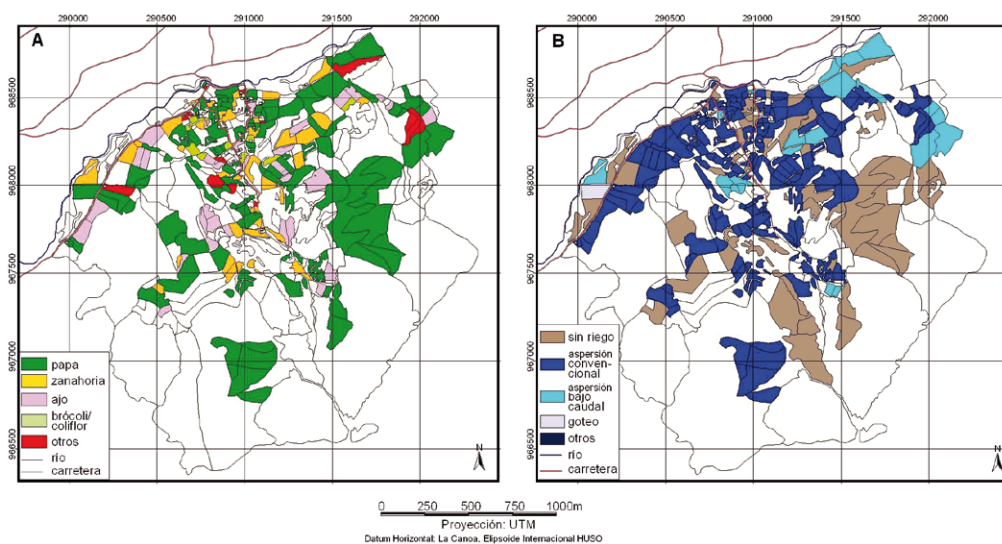 290000 290500 291000 291500 292000
290000 290500 291000 291500 292000
A
B
968500
968000
967500
967000
966500
968500
968000
967500
967000
966500
papa
zanahoria
ajo
brócoli/
coliflor
otros
río
carretera
N
sin riego
aspersión
conven-
cional
aspersión
bajo
caudal
goteo
otros
río
carretera
N
0 250 500 750 1000m
Proyección: UTM
Datum Horizontal: La Canoa, Elipsoide Internacional HUSO